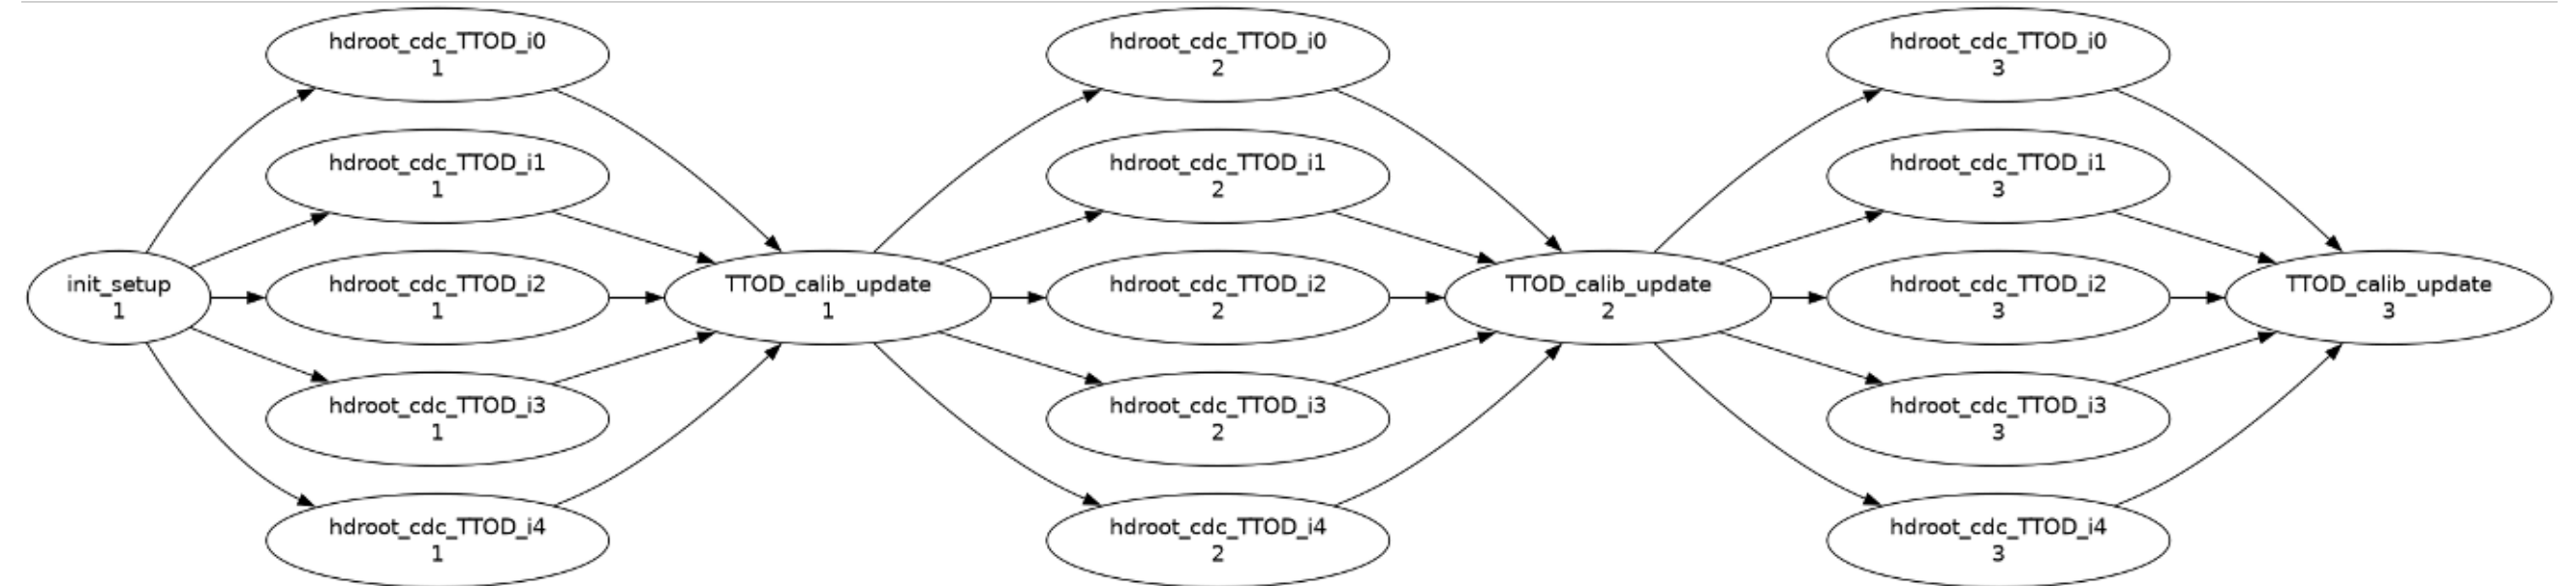 init_setup
1
hdroot_cdc_TTOD_i0
1
hdroot_cdc_TTOD_i1
1
hdroot_cdc_TTOD_i2
1
hdroot_cdc_TTOD_i3
1
hdroot_cdc_TTOD_i4
1
TTOD_calib_update
1
hdroot_cdc_TTOD_i0
2
hdroot_cdc_TTOD_i1
2
hdroot_cdc_TTOD_i2
2
hdroot_cdc_TTOD_i3
2
hdroot_cdc_TTOD_i4
2
TTOD_calib_update
2
hdroot_cdc_TTOD_i0
3
hdroot_cdc_TTOD_i1
3
hdroot_cdc_TTOD_i2
3
hdroot_cdc_TTOD_i3
3
hdroot_cdc_TTOD_i4
3
TTOD_calib_update
3